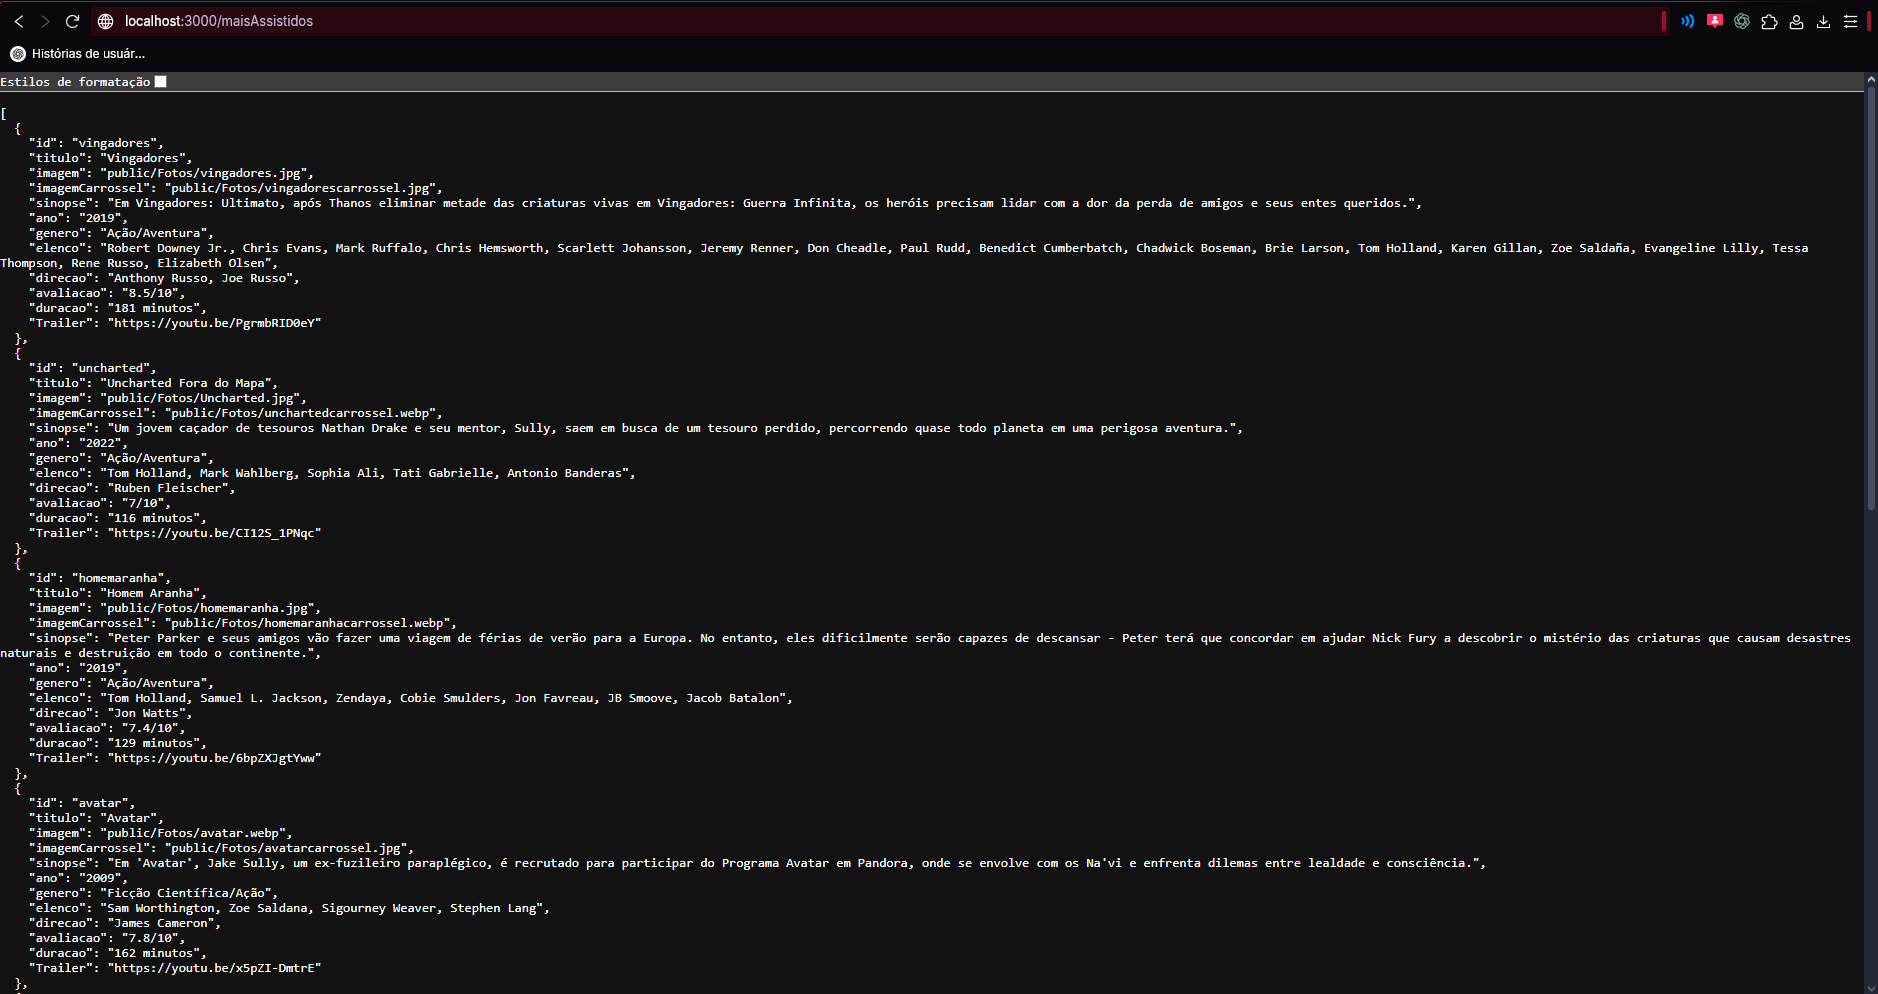 localhost:3000/maisAssistidos
Histórias de usuár...
Estilos de formatação
[
  {
    "id": "vingadores",
    "titulo": "Vingadores",
    "imagem": "public/Fotos/vingadores.jpg",
    "imagemCarrossel": "public/Fotos/vingadorescarrossel.jpg",
    "sinopse": "Em Vingadores: Ultimato, após Thanos eliminar metade das criaturas vivas em Vingadores: Guerra Infinita, os heróis precisam lidar com a dor da perda de amigos e seus entes queridos.",
    "ano": "2019",
    "genero": "Ação/Aventura",
    "elenco": "Robert Downey Jr., Chris Evans, Mark Ruffalo, Chris Hemsworth, Scarlett Johansson, Jeremy Renner, Don Cheadle, Paul Rudd, Benedict Cumberbatch, Chadwick Boseman, Brie Larson, Tom Holland, Karen Gillan, Zoe Saldaña, Evangeline Lilly, Tessa
Thompson, Rene Russo, Elizabeth Olsen",
    "direcao": "Anthony Russo, Joe Russo",
    "avaliacao": "8.5/10",
    "duracao": "181 minutos",
    "Trailer": "https://youtu.be/PgrmbRID0eY"
  },
  {
    "id": "uncharted",
    "titulo": "Uncharted Fora do Mapa",
    "imagem": "public/Fotos/Uncharted.jpg",
    "imagemCarrossel": "public/Fotos/unchartedcarrossel.webp",
    "sinopse": "Um jovem caçador de tesouros Nathan Drake e seu mentor, Sully, saem em busca de um tesouro perdido, percorrendo quase todo planeta em uma perigosa aventura.",
    "ano": "2022",
    "genero": "Ação/Aventura",
    "elenco": "Tom Holland, Mark Wahlberg, Sophia Ali, Tati Gabrielle, Antonio Banderas",
    "direcao": "Ruben Fleischer",
    "avaliacao": "7/10",
    "duracao": "116 minutos",
    "Trailer": "https://youtu.be/CI12S_1PNqc"
  },
  {
    "id": "homemaranha",
    "titulo": "Homem Aranha",
    "imagem": "public/Fotos/homemaranha.jpg",
    "imagemCarrossel": "public/Fotos/homemaranhacarrossel.webp",
    "sinopse": "Peter Parker e seus amigos vão fazer uma viagem de férias de verão para a Europa. No entanto, eles dificilmente serão capazes de descansar - Peter terá que concordar em ajudar Nick Fury a descobrir o mistério das criaturas que causam desastres
naturais e destruição em todo o continente.",
    "ano": "2019",
    "genero": "Ação/Aventura",
    "elenco": "Tom Holland, Samuel L. Jackson, Zendaya, Cobie Smulders, Jon Favreau, JB Smoove, Jacob Batalon",
    "direcao": "Jon Watts",
    "avaliacao": "7.4/10",
    "duracao": "129 minutos",
    "Trailer": "https://youtu.be/6bpZXJgtYww"
  },
  {
    "id": "avatar",
    "titulo": "Avatar",
    "imagem": "public/Fotos/avatar.webp",
    "imagemCarrossel": "public/Fotos/avatarcarrossel.jpg",
    "sinopse": "Em 'Avatar', Jake Sully, um ex-fuzileiro paraplégico, é recrutado para participar do Programa Avatar em Pandora, onde se envolve com os Na'vi e enfrenta dilemas entre lealdade e consciência.",
    "ano": "2009",
    "genero": "Ficção Científica/Ação",
    "elenco": "Sam Worthington, Zoe Saldana, Sigourney Weaver, Stephen Lang",
    "direcao": "James Cameron",
    "avaliacao": "7.8/10",
    "duracao": "162 minutos",
    "Trailer": "https://youtu.be/x5pZI-DmtrE"
  },